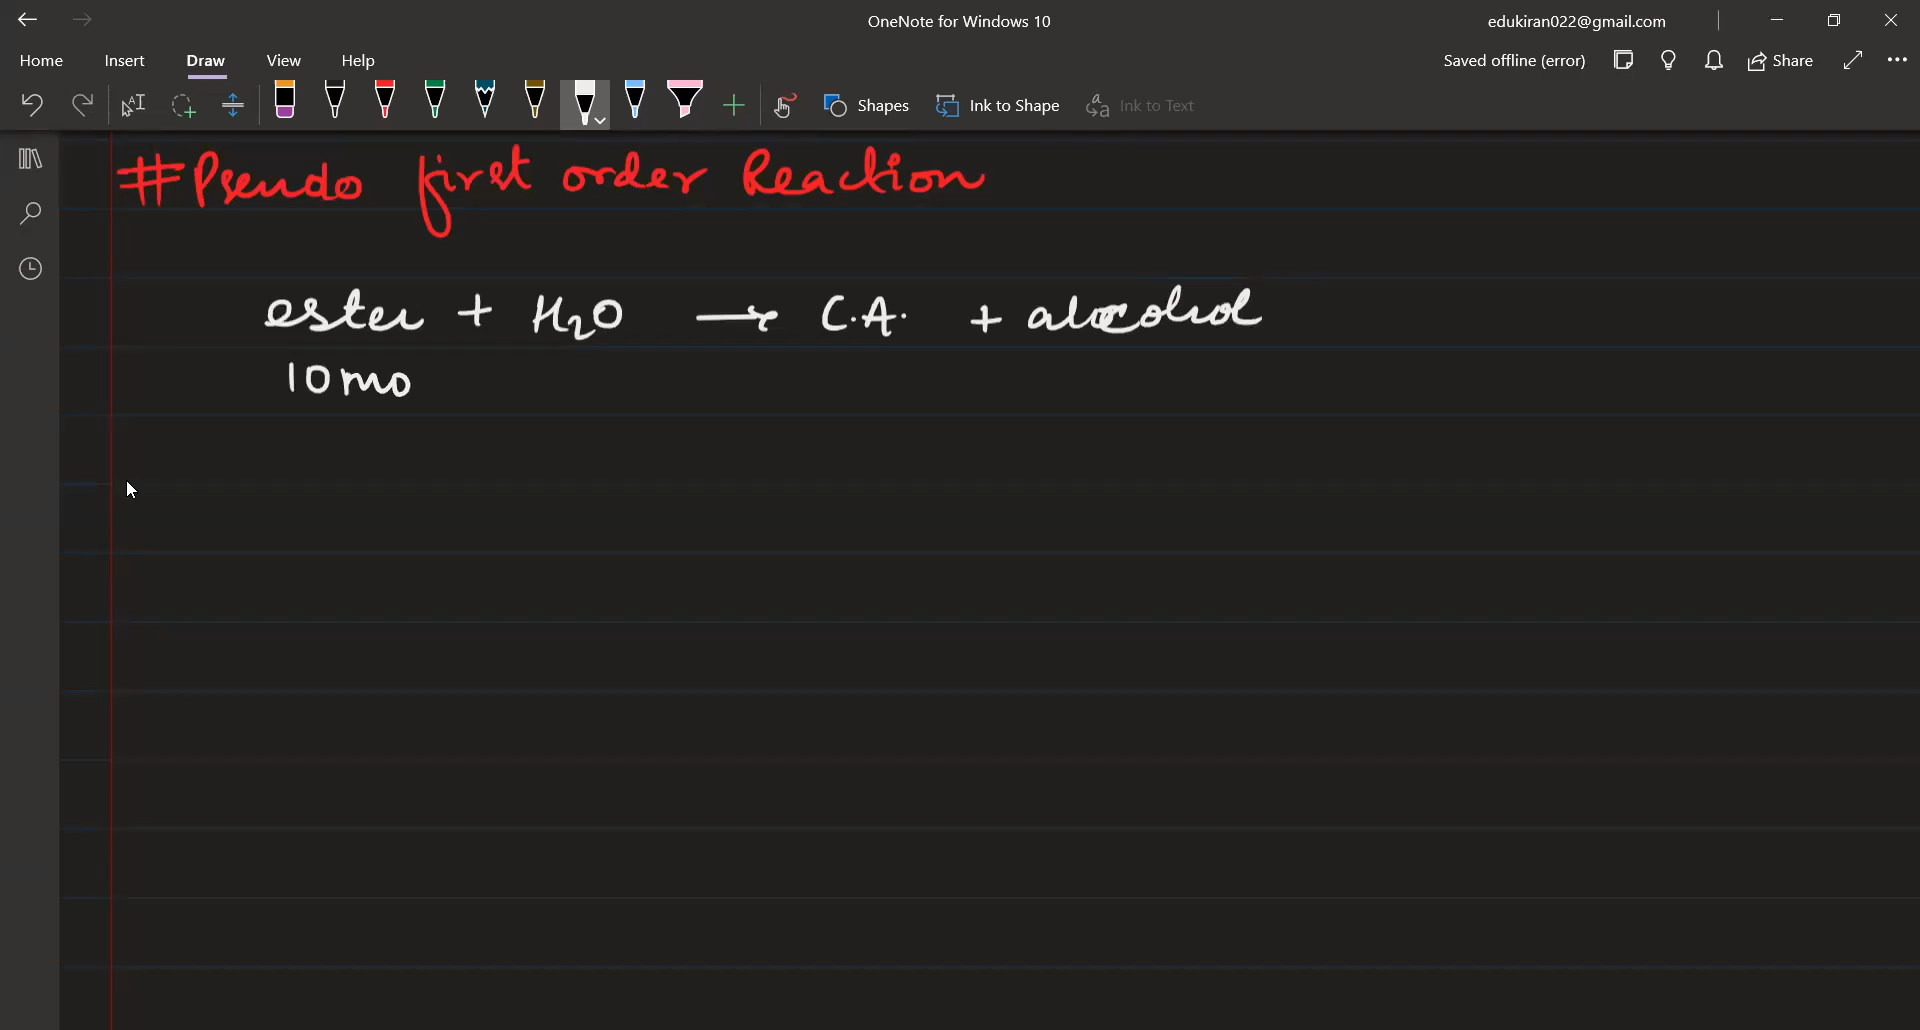 OneNote for Windows 10
edukiran022@gmail.com
Home Insert Draw View Help
Saved offline (error) Share
Shapes Ink to Shape Ink to Text
#Pseudo first order Reaction
ester + H₂O → C.A. + alcohol
10mo